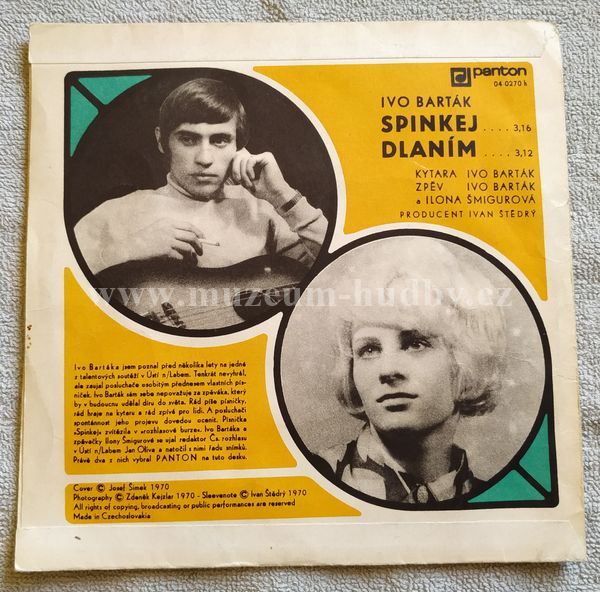 panton
04 0270 h
IVO BARTÁK
SPINKEJ .... 3,16
DLANÍM .... 3,12
KYTARA IVO BARTÁK
ZPĚV IVO BARTÁK
a ILONA ŠMIGUROVÁ
PRODUCENT IVAN ŠTĚDRÝ
www.muzeum-hudby.cz
Ivo Bartáka jsem poznal před několika lety na jedné
z talentových soutěží v Ústí n/Labem. Tenkrát nevyhrál,
ale zaujal posluchače osobitým přednesem vlastních pís-
niček. Ivo Barták sám sebe nepovažuje za zpěváka, který
by v budoucnu udělal díru do světa. Rád píše písničky,
rád hraje na kytaru a rád zpívá pro lidi. A posluchači
spontánnost jeho projevu dovedou ocenit. Písnička
«Spinkej» zvítězila v «rozhlasové burze». Ivo Bartáka a
zpěvačky Ilony Šmigurové se ujal redaktor Čs. rozhlasu
v Ústí n/Labem Jan Oliva a natočil s nimi řadu snímků.
Právě dva z nich vybral PANTON na tuto desku.
Cover © Josef Šimek 1970
Photography © Zdeněk Kejzlar 1970 - Sleevenote © Ivan Štědrý 1970
All rights of copying, broadcasting or public performances are reserved
Made in Czechoslovakia